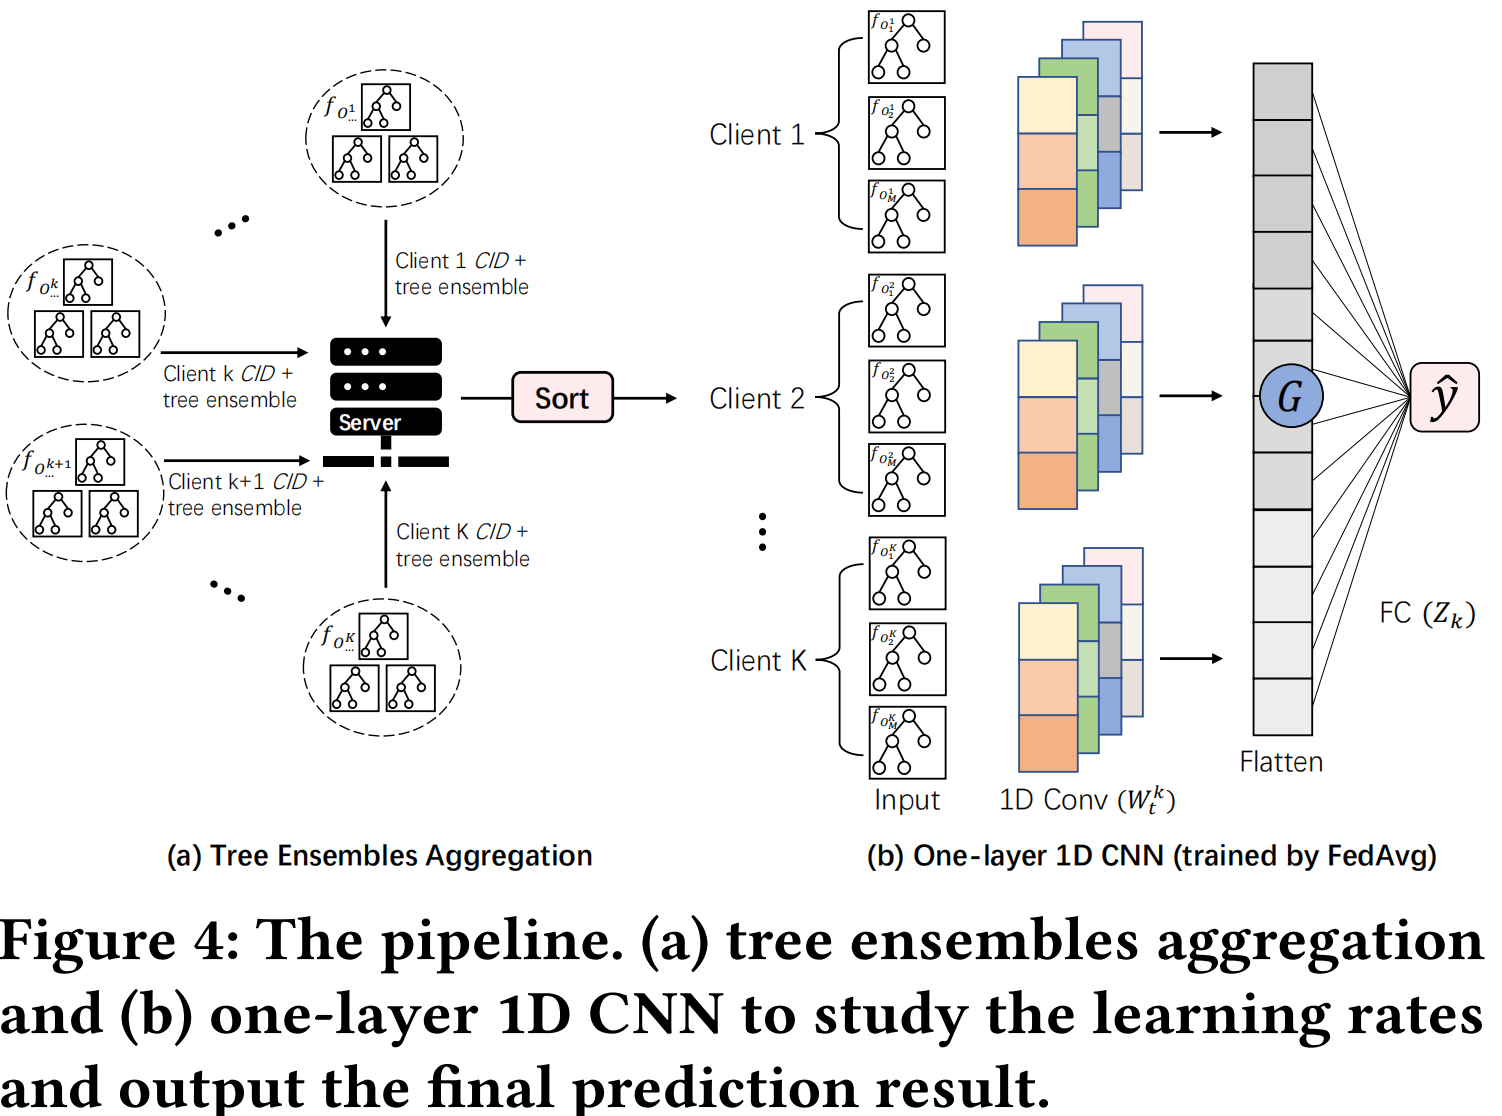 f_{O^1_{...}}
Client 1 CID +
tree ensemble
f_{O^k_{...}}
Client k CID +
tree ensemble
f_{O^{k+1}_{...}}
Client k+1 CID +
tree ensemble
Server
Client K CID +
tree ensemble
f_{O^K_{...}}
Sort
(a) Tree Ensembles Aggregation
Client 1
f_{O^1_1}
f_{O^1_2}
f_{O^1_M}
Client 2
f_{O^2_1}
f_{O^2_2}
f_{O^2_M}
Client K
f_{O^K_1}
f_{O^K_2}
f_{O^K_M}
Input
1D Conv (W^k_t)
G
Flatten
ŷ
FC (Z_k)
(b) One-layer 1D CNN (trained by FedAvg)
Figure 4: The pipeline. (a) tree ensembles aggregation
and (b) one-layer 1D CNN to study the learning rates
and output the final prediction result.